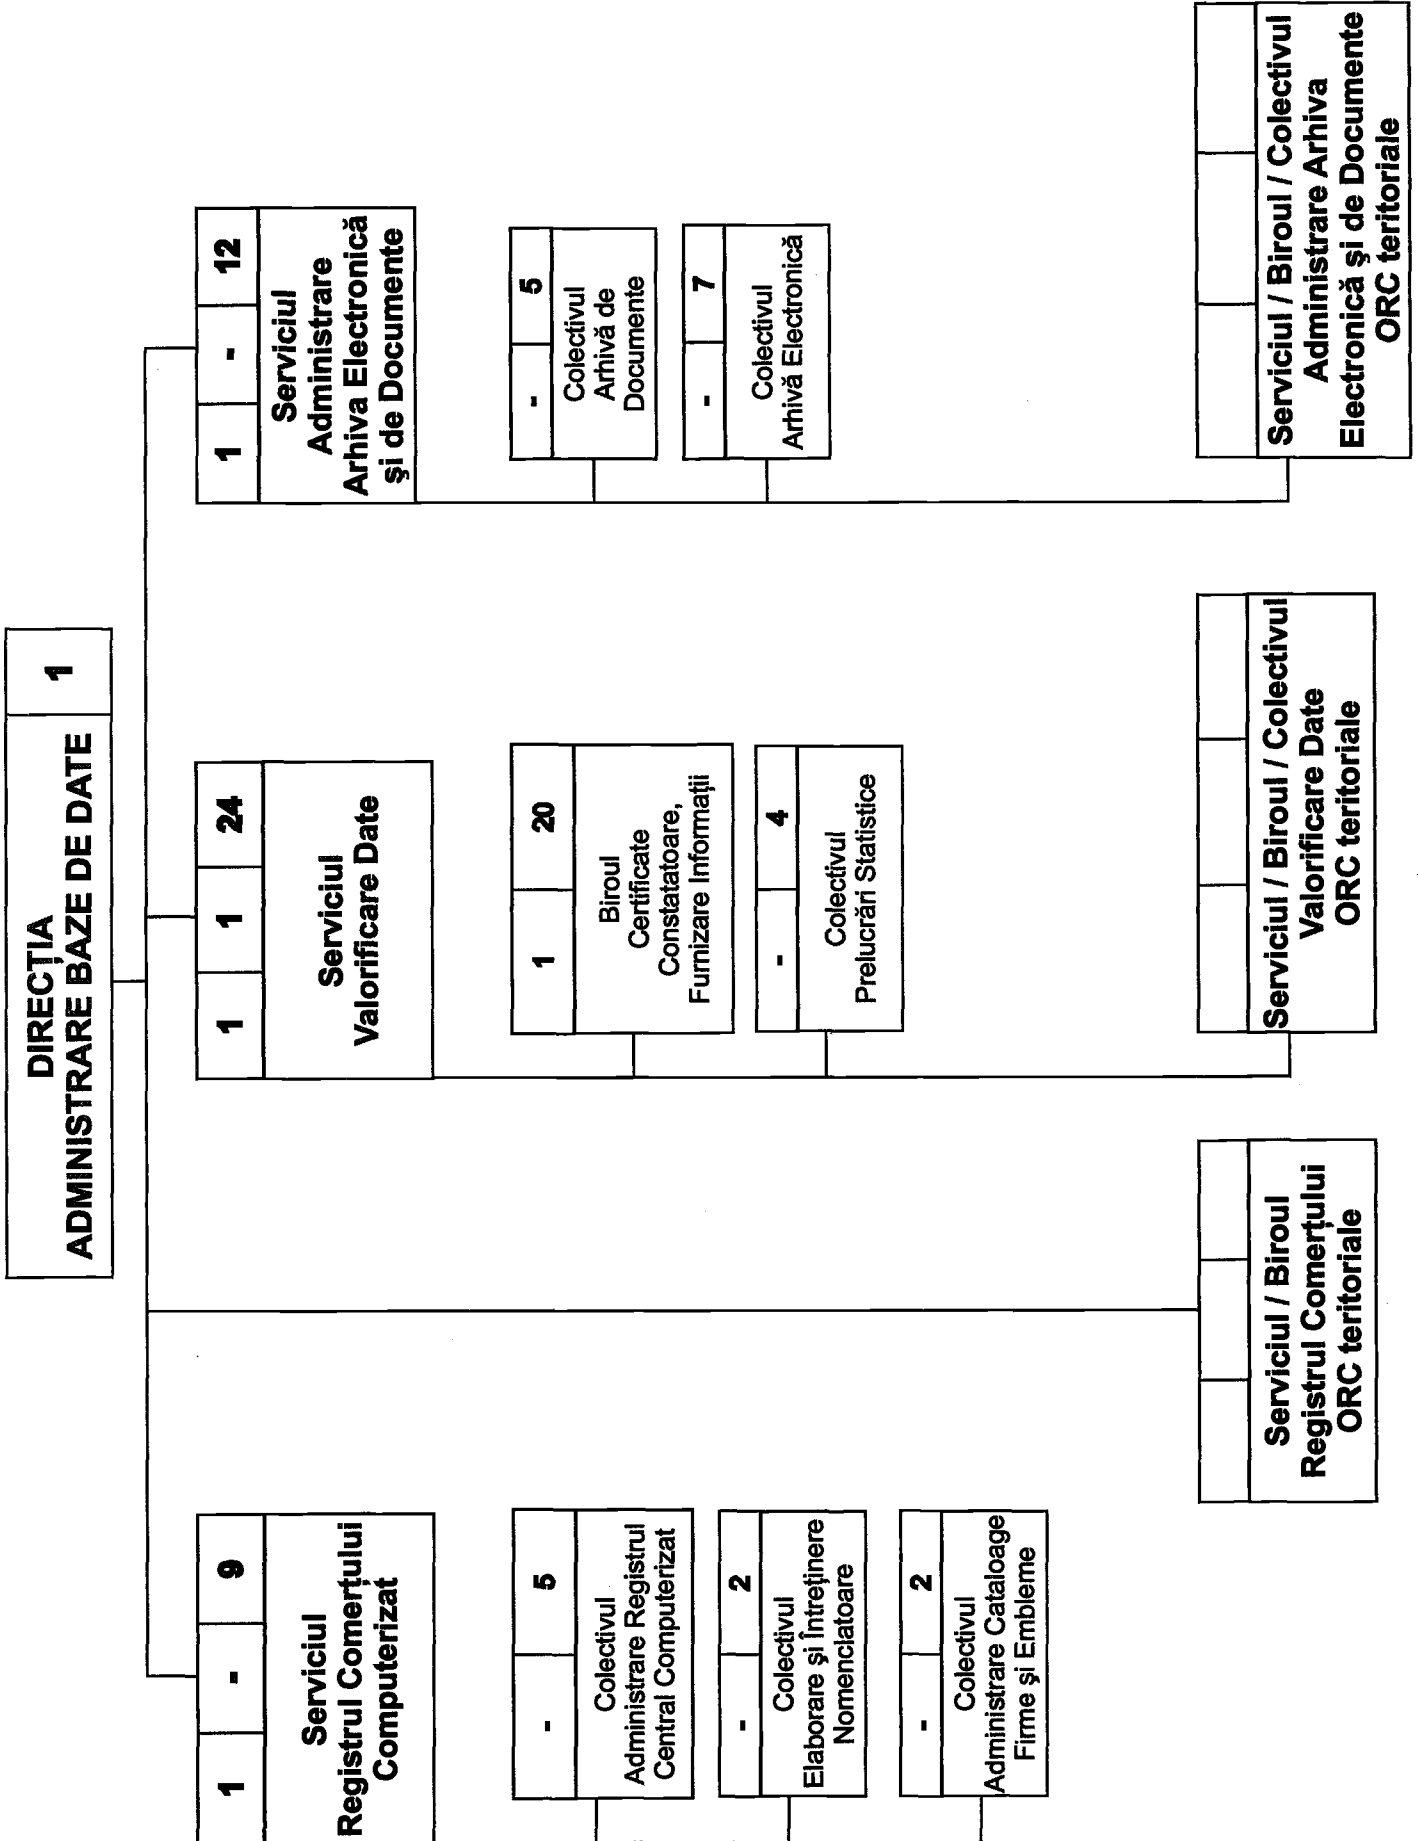 DIRECȚIA
ADMINISTRARE BAZE DE DATE
1
1 - 9
Serviciul
Registrul Comerțului
Computerizat
- 5
Colectivul
Administrare Registrul
Central Computerizat
- 2
Colectivul
Elaborare şi Întreținere
Nomenclatoare
- 2
Colectivul
Administrare Cataloage
Firme şi Embleme
Serviciul / Biroul
Registrul Comerțului
ORC teritoriale
1 1 24
Serviciul
Valorificare Date
1 20
Biroul
Certificate
Constatatoare,
Furnizare Informații
- 4
Colectivul
Prelucrări Statistice
Serviciul / Biroul / Colectivul
Valorificare Date
ORC teritoriale
1 - 12
Serviciul
Administrare
Arhiva Electronică
şi de Documente
- 5
Colectivul
Arhivă de
Documente
- 7
Colectivul
Arhivă Electronică
Serviciul / Biroul / Colectivul
Administrare Arhiva
Electronică şi de Documente
ORC teritoriale